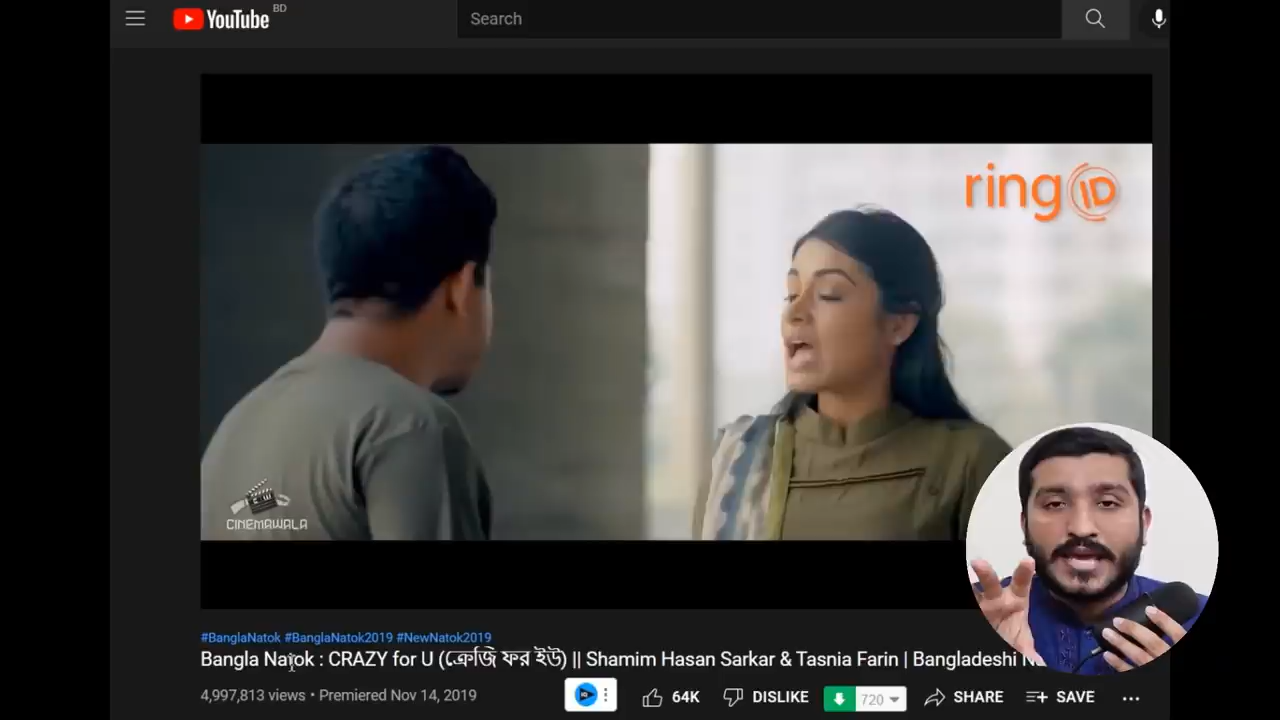 YouTube BD
Search
ring ID
CINEMAWALA
#BanglaNatok #BanglaNatok2019 #NewNatok2019
Bangla Natok : CRAZY for U (ক্রেজি ফর ইউ) || Shamim Hasan Sarkar & Tasnia Farin | Bangladeshi
4,997,813 views • Premiered Nov 14, 2019
64K
DISLIKE
720
SHARE
SAVE